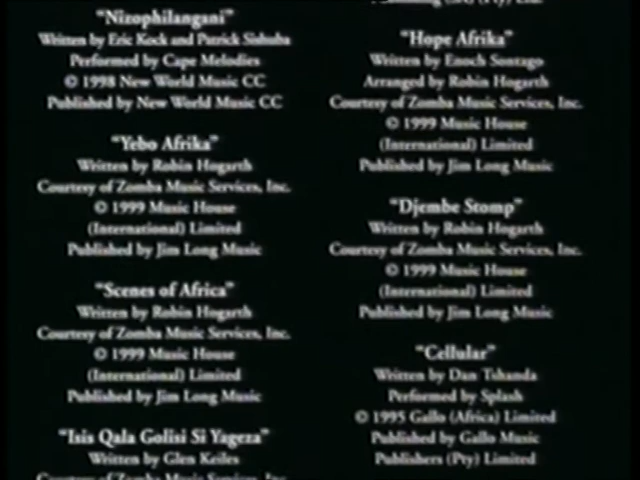 "Nizophilangani"
Written by Eric Kock and Patrick
Performed by Cape Melodies
© 1998 New World Music CC
Published by New World Music CC
"Yebo Afrika"
Written by Robin Hogarth
Courtesy of Zomba Music Services, Inc.
© 1999 Music House
(International) Limited
Published by Jim Long Music
"Scenes of Africa"
Written by Robin Hogarth
Courtesy of Zomba Music Services, Inc.
© 1999 Music House
(International) Limited
Published by Jim Long Music
"Isia Qala Golisi Si Yageza"
Written by Glen Keiles
Courtesy of Zomba Music Services, Inc.
"Hope Afrika"
Written by Enoch Sontago
Arranged by Robin Hogarth
Courtesy of Zomba Music Services, Inc.
© 1999 Music House
(International) Limited
Published by Jim Long Music
"Djembe Stomp"
Written by Robin Hogarth
Courtesy of Zomba Music Services, Inc.
© 1999 Music House
(International) Limited
Published by Jim Long Music
"Cellular"
Written by Dan Tshanda
Performed by Splash
© 1995 Gallo (Africa) Limited
Published by Gallo Music
Publishers (Pty) Limited